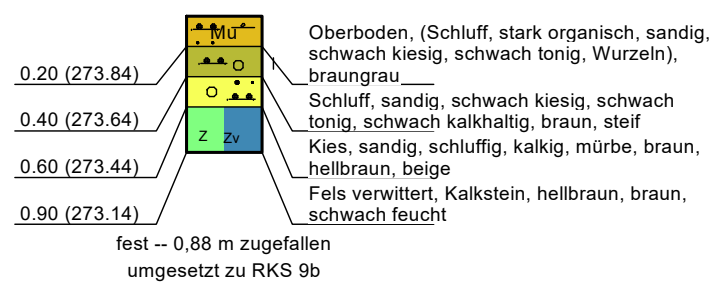 Mu
Oberboden, (Schluff, stark organisch, sandig,
schwach kiesig, schwach tonig, Wurzeln),
braungrau
0.20 (273.84)
Schluff, sandig, schwach kiesig, schwach
tonig, schwach kalkhaltig, braun, steif
0.40 (273.64)
Kies, sandig, schluffig, kalkig, mürbe, braun,
hellbraun, beige
0.60 (273.44)
Z Zv
Fels verwittert, Kalkstein, hellbraun, braun,
schwach feucht
0.90 (273.14)
fest -- 0,88 m zugefallen
umgesetzt zu RKS 9b